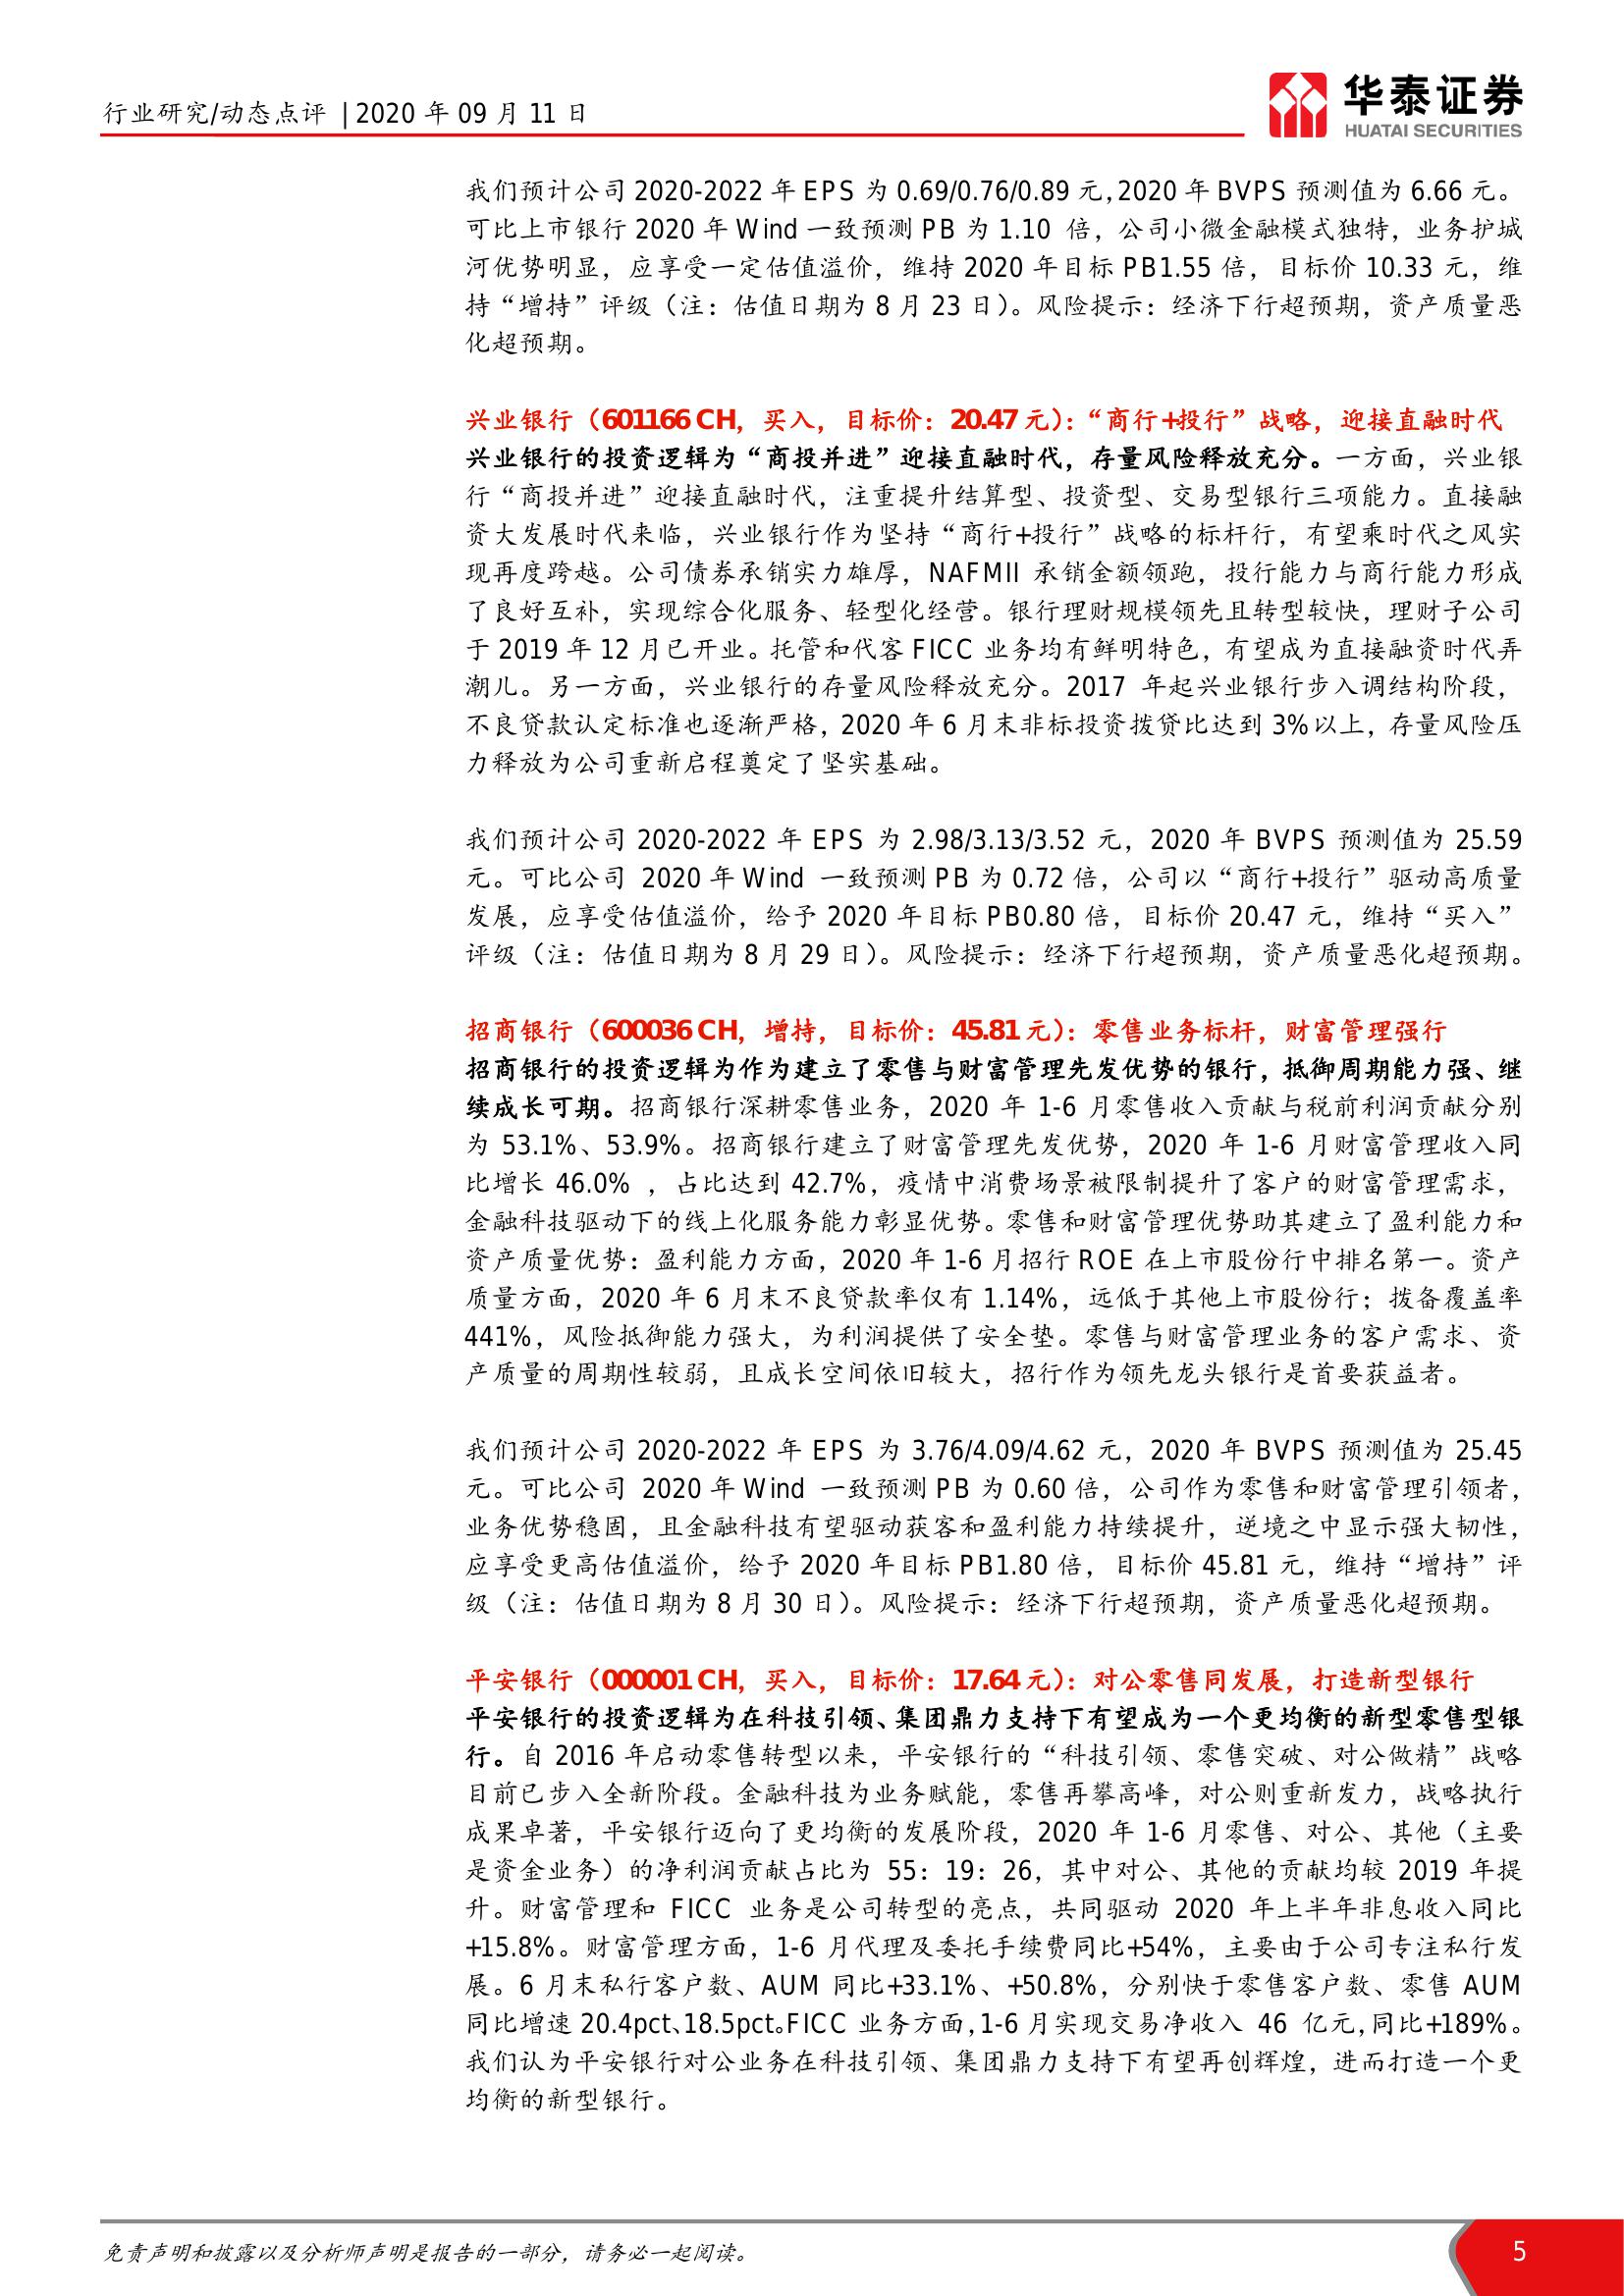 行业研究/动态点评 | 2020 年 09 月 11 日
华泰证券
HUATAI SECURITIES
我们预计公司 2020-2022 年 EPS 为 0.69/0.76/0.89 元，2020 年 BVPS 预测值为 6.66 元。
可比上市银行 2020 年 Wind 一致预测 PB 为 1.10 倍，公司小微金融模式独特，业务护城
河优势明显，应享受一定估值溢价，维持 2020 年目标 PB1.55 倍，目标价 10.33 元，维
持“增持”评级（注：估值日期为 8 月 23 日）。风险提示：经济下行超预期，资产质量恶
化超预期。
兴业银行（601166 CH，买入，目标价：20.47 元）：“商行+投行”战略，迎接直融时代
兴业银行的投资逻辑为“商投并进”迎接直融时代，存量风险释放充分。一方面，兴业银
行“商投并进”迎接直融时代，注重提升结算型、投资型、交易型银行三项能力。直接融
资大发展时代来临，兴业银行作为坚持“商行+投行”战略的标杆行，有望乘时代之风实
现再度跨越。公司债券承销实力雄厚，NAFMII 承销金额领跑，投行能力与商行能力形成
了良好互补，实现综合化服务、轻型化经营。银行理财规模领先且转型较快，理财子公司
于 2019 年 12 月已开业。托管和代客 FICC 业务均有鲜明特色，有望成为直接融资时代弄
潮儿。另一方面，兴业银行的存量风险释放充分。2017 年起兴业银行步入调结构阶段，
不良贷款认定标准也逐渐严格，2020 年 6 月末非标投资拨贷比达到 3%以上，存量风险压
力释放为公司重新启程奠定了坚实基础。
我们预计公司 2020-2022 年 EPS 为 2.98/3.13/3.52 元，2020 年 BVPS 预测值为 25.59
元。可比公司 2020 年 Wind 一致预测 PB 为 0.72 倍，公司以“商行+投行”驱动高质量
发展，应享受估值溢价，给予 2020 年目标 PB0.80 倍，目标价 20.47 元，维持“买入”
评级（注：估值日期为 8 月 29 日）。风险提示：经济下行超预期，资产质量恶化超预期。
招商银行（600036 CH，增持，目标价：45.81 元）：零售业务标杆，财富管理强行
招商银行的投资逻辑为作为建立了零售与财富管理先发优势的银行，抵御周期能力强、继
续成长可期。招商银行深耕零售业务，2020 年 1-6 月零售收入贡献与税前利润贡献分别
为 53.1%、53.9%。招商银行建立了财富管理先发优势，2020 年 1-6 月财富管理收入同
比增长 46.0% ，占比达到 42.7%，疫情中消费场景被限制提升了客户的财富管理需求，
金融科技驱动下的线上化服务能力彰显优势。零售和财富管理优势助其建立了盈利能力和
资产质量优势：盈利能力方面，2020 年 1-6 月招行 ROE 在上市股份行中排名第一。资产
质量方面，2020 年 6 月末不良贷款率仅有 1.14%，远低于其他上市股份行；拨备覆盖率
441%，风险抵御能力强大，为利润提供了安全垫。零售与财富管理业务的客户需求、资
产质量的周期性较弱，且成长空间依旧较大，招行作为领先龙头银行是首要获益者。
我们预计公司 2020-2022 年 EPS 为 3.76/4.09/4.62 元，2020 年 BVPS 预测值为 25.45
元。可比公司 2020 年 Wind 一致预测 PB 为 0.60 倍，公司作为零售和财富管理引领者，
业务优势稳固，且金融科技有望驱动获客和盈利能力持续提升，逆境之中显示强大韧性，
应享受更高估值溢价，给予 2020 年目标 PB1.80 倍，目标价 45.81 元，维持“增持”评
级（注：估值日期为 8 月 30 日）。风险提示：经济下行超预期，资产质量恶化超预期。
平安银行（000001 CH，买入，目标价：17.64 元）：对公零售同发展，打造新型银行
平安银行的投资逻辑为在科技引领、集团鼎力支持下有望成为一个更均衡的新型零售型银
行。自 2016 年启动零售转型以来，平安银行的“科技引领、零售突破、对公做精”战略
目前已步入全新阶段。金融科技为业务赋能，零售再攀高峰，对公则重新发力，战略执行
成果卓著，平安银行迈向了更均衡的发展阶段，2020 年 1-6 月零售、对公、其他（主要
是资金业务）的净利润贡献占比为 55：19：26，其中对公、其他的贡献均较 2019 年提
升。财富管理和 FICC 业务是公司转型的亮点，共同驱动 2020 年上半年非息收入同比
+15.8%。财富管理方面，1-6 月代理及委托手续费同比+54%，主要由于公司专注私行发
展。6 月末私行客户数、AUM 同比+33.1%、+50.8%，分别快于零售客户数、零售 AUM
同比增速 20.4pct、18.5pct。FICC 业务方面，1-6 月实现交易净收入 46 亿元，同比+189%。
我们认为平安银行对公业务在科技引领、集团鼎力支持下有望再创辉煌，进而打造一个更
均衡的新型银行。
免责声明和披露以及分析师声明是报告的一部分，请务必一起阅读。
5